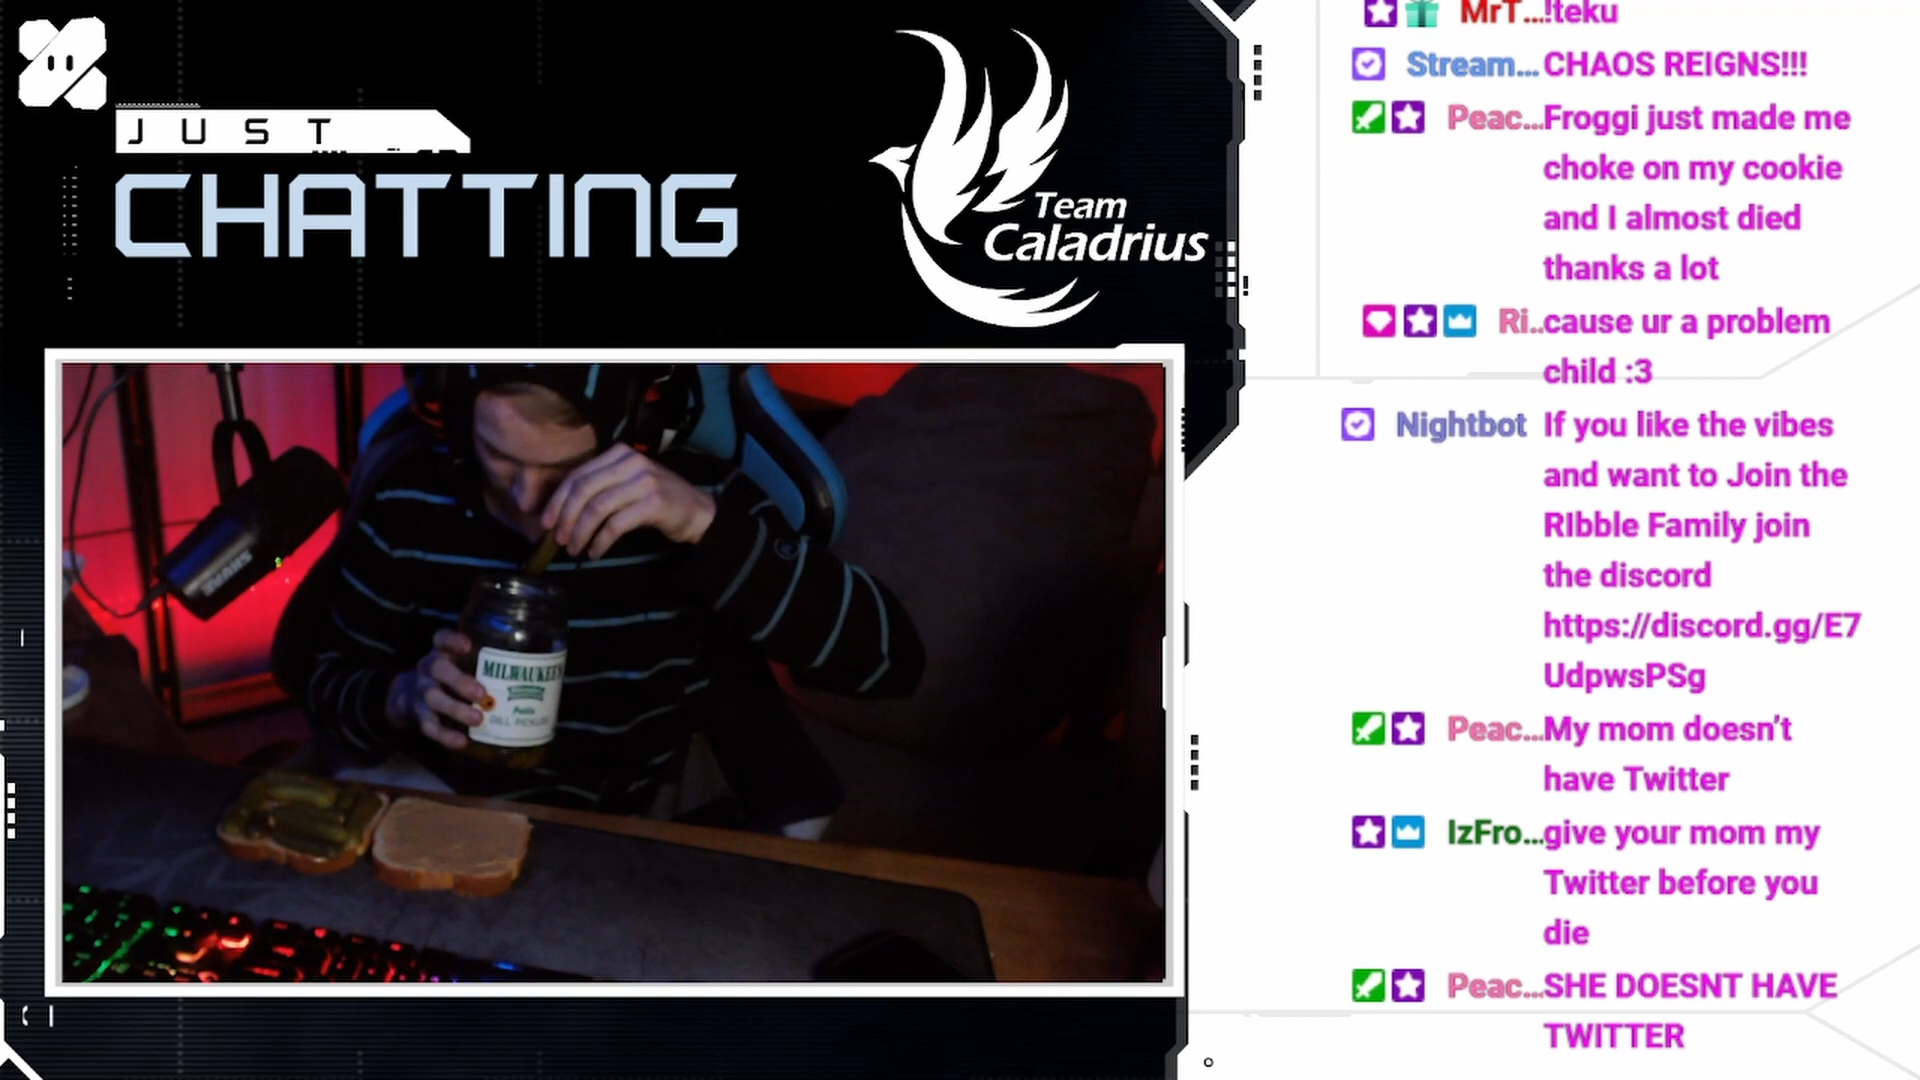 JUST
CHATTING
Team
Caladrius
MILWAUKEE
DILL PICKLES
MrT... !teku
Stream... CHAOS REIGNS!!!
Peac... Froggi just made me
choke on my cookie
and I almost died
thanks a lot
Ri.. cause ur a problem
child :3
Nightbot If you like the vibes
and want to Join the
RIbble Family join
the discord
https://discord.gg/E7
UdpwsPSg
Peac... My mom doesn't
have Twitter
IzFro... give your mom my
Twitter before you
die
Peac... SHE DOESNT HAVE
TWITTER